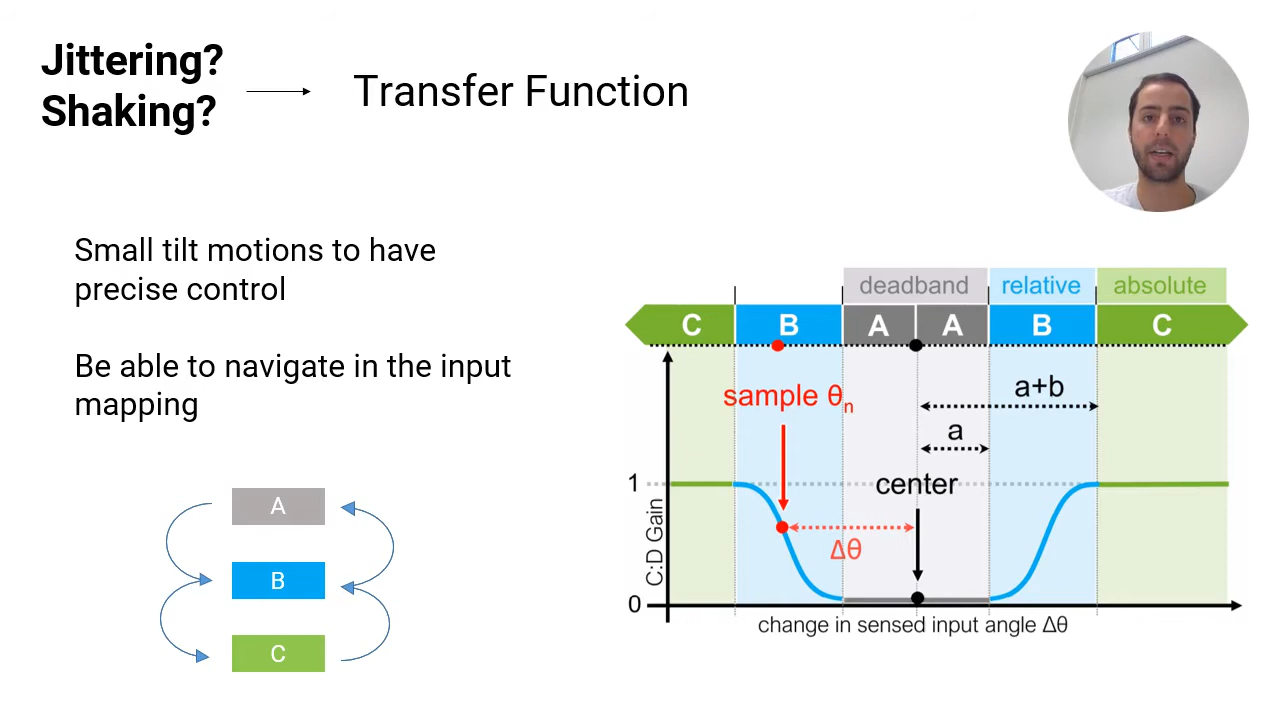 Jittering?
Shaking?
Transfer Function
Small tilt motions to have
precise control
Be able to navigate in the input
mapping
A
B
C
deadband relative absolute
C B A A B C
sample θn
a+b
a
1
center
Δθ
C:D Gain
0
change in sensed input angle Δθ